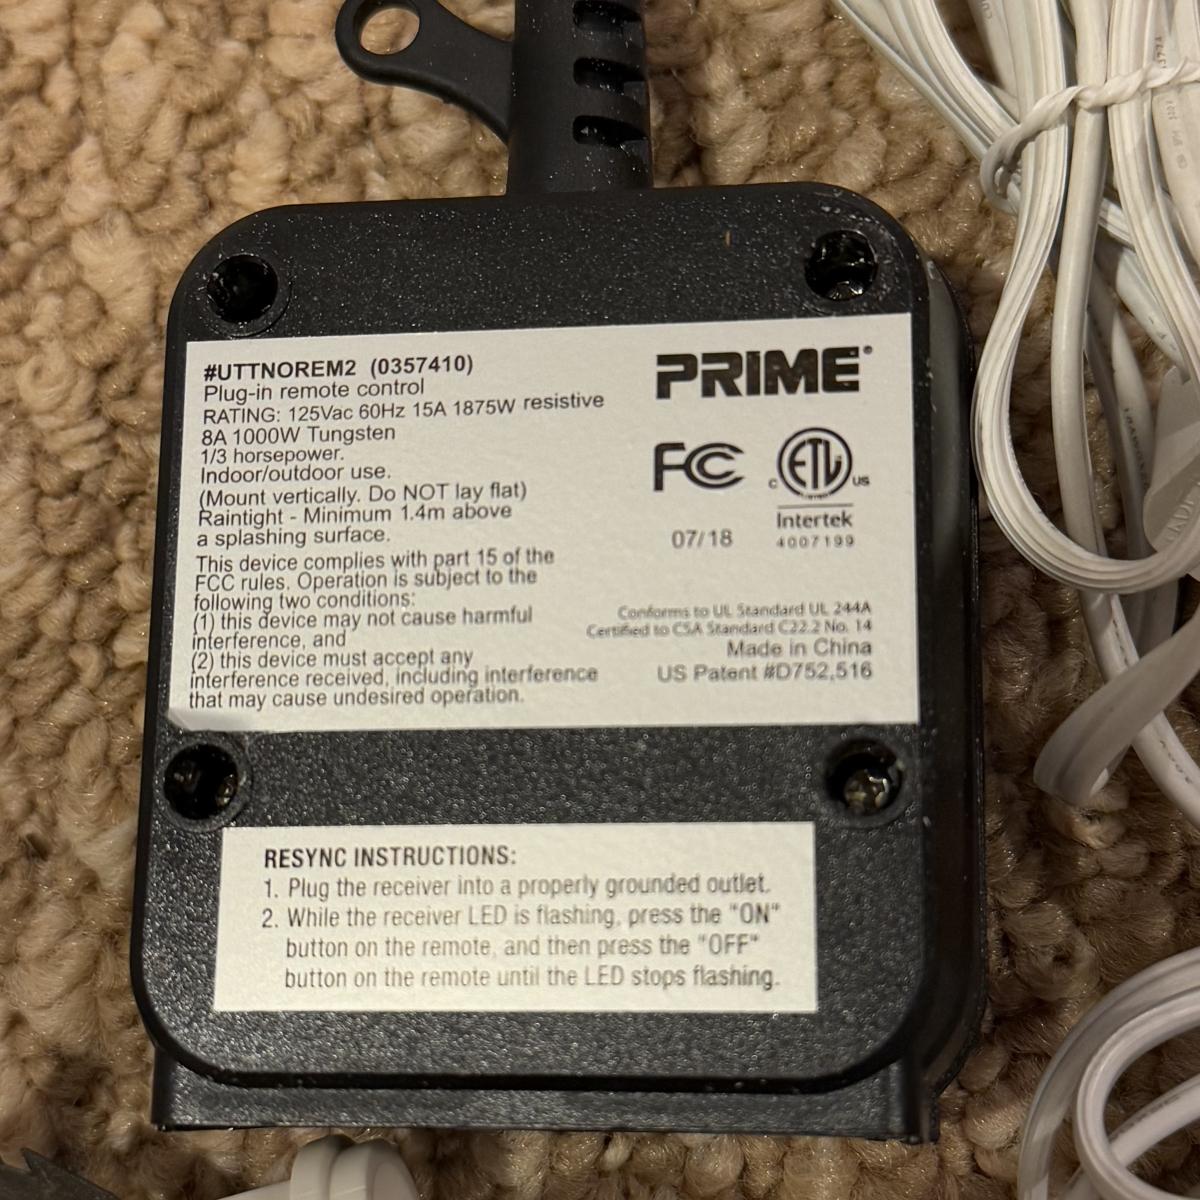 #UTTNOREM2 (0357410)
Plug-in remote control
RATING: 125Vac 60Hz 15A 1875W resistive
8A 1000W Tungsten
1/3 horsepower.
Indoor/outdoor use.
(Mount vertically. Do NOT lay flat)
Raintight - Minimum 1.4m above
a splashing surface.
This device complies with part 15 of the
FCC rules. Operation is subject to the
following two conditions:
(1) this device may not cause harmful
interference, and
(2) this device must accept any
interference received, including interference
that may cause undesired operation.
PRIME®
FC
C ETL US
Intertek
4007199
07/18
Conforms to UL Standard UL 244A
Certified to CSA Standard C22.2 No. 14
Made in China
US Patent #D752,516
RESYNC INSTRUCTIONS:
1. Plug the receiver into a properly grounded outlet.
2. While the receiver LED is flashing, press the "ON"
button on the remote, and then press the "OFF"
button on the remote until the LED stops flashing.